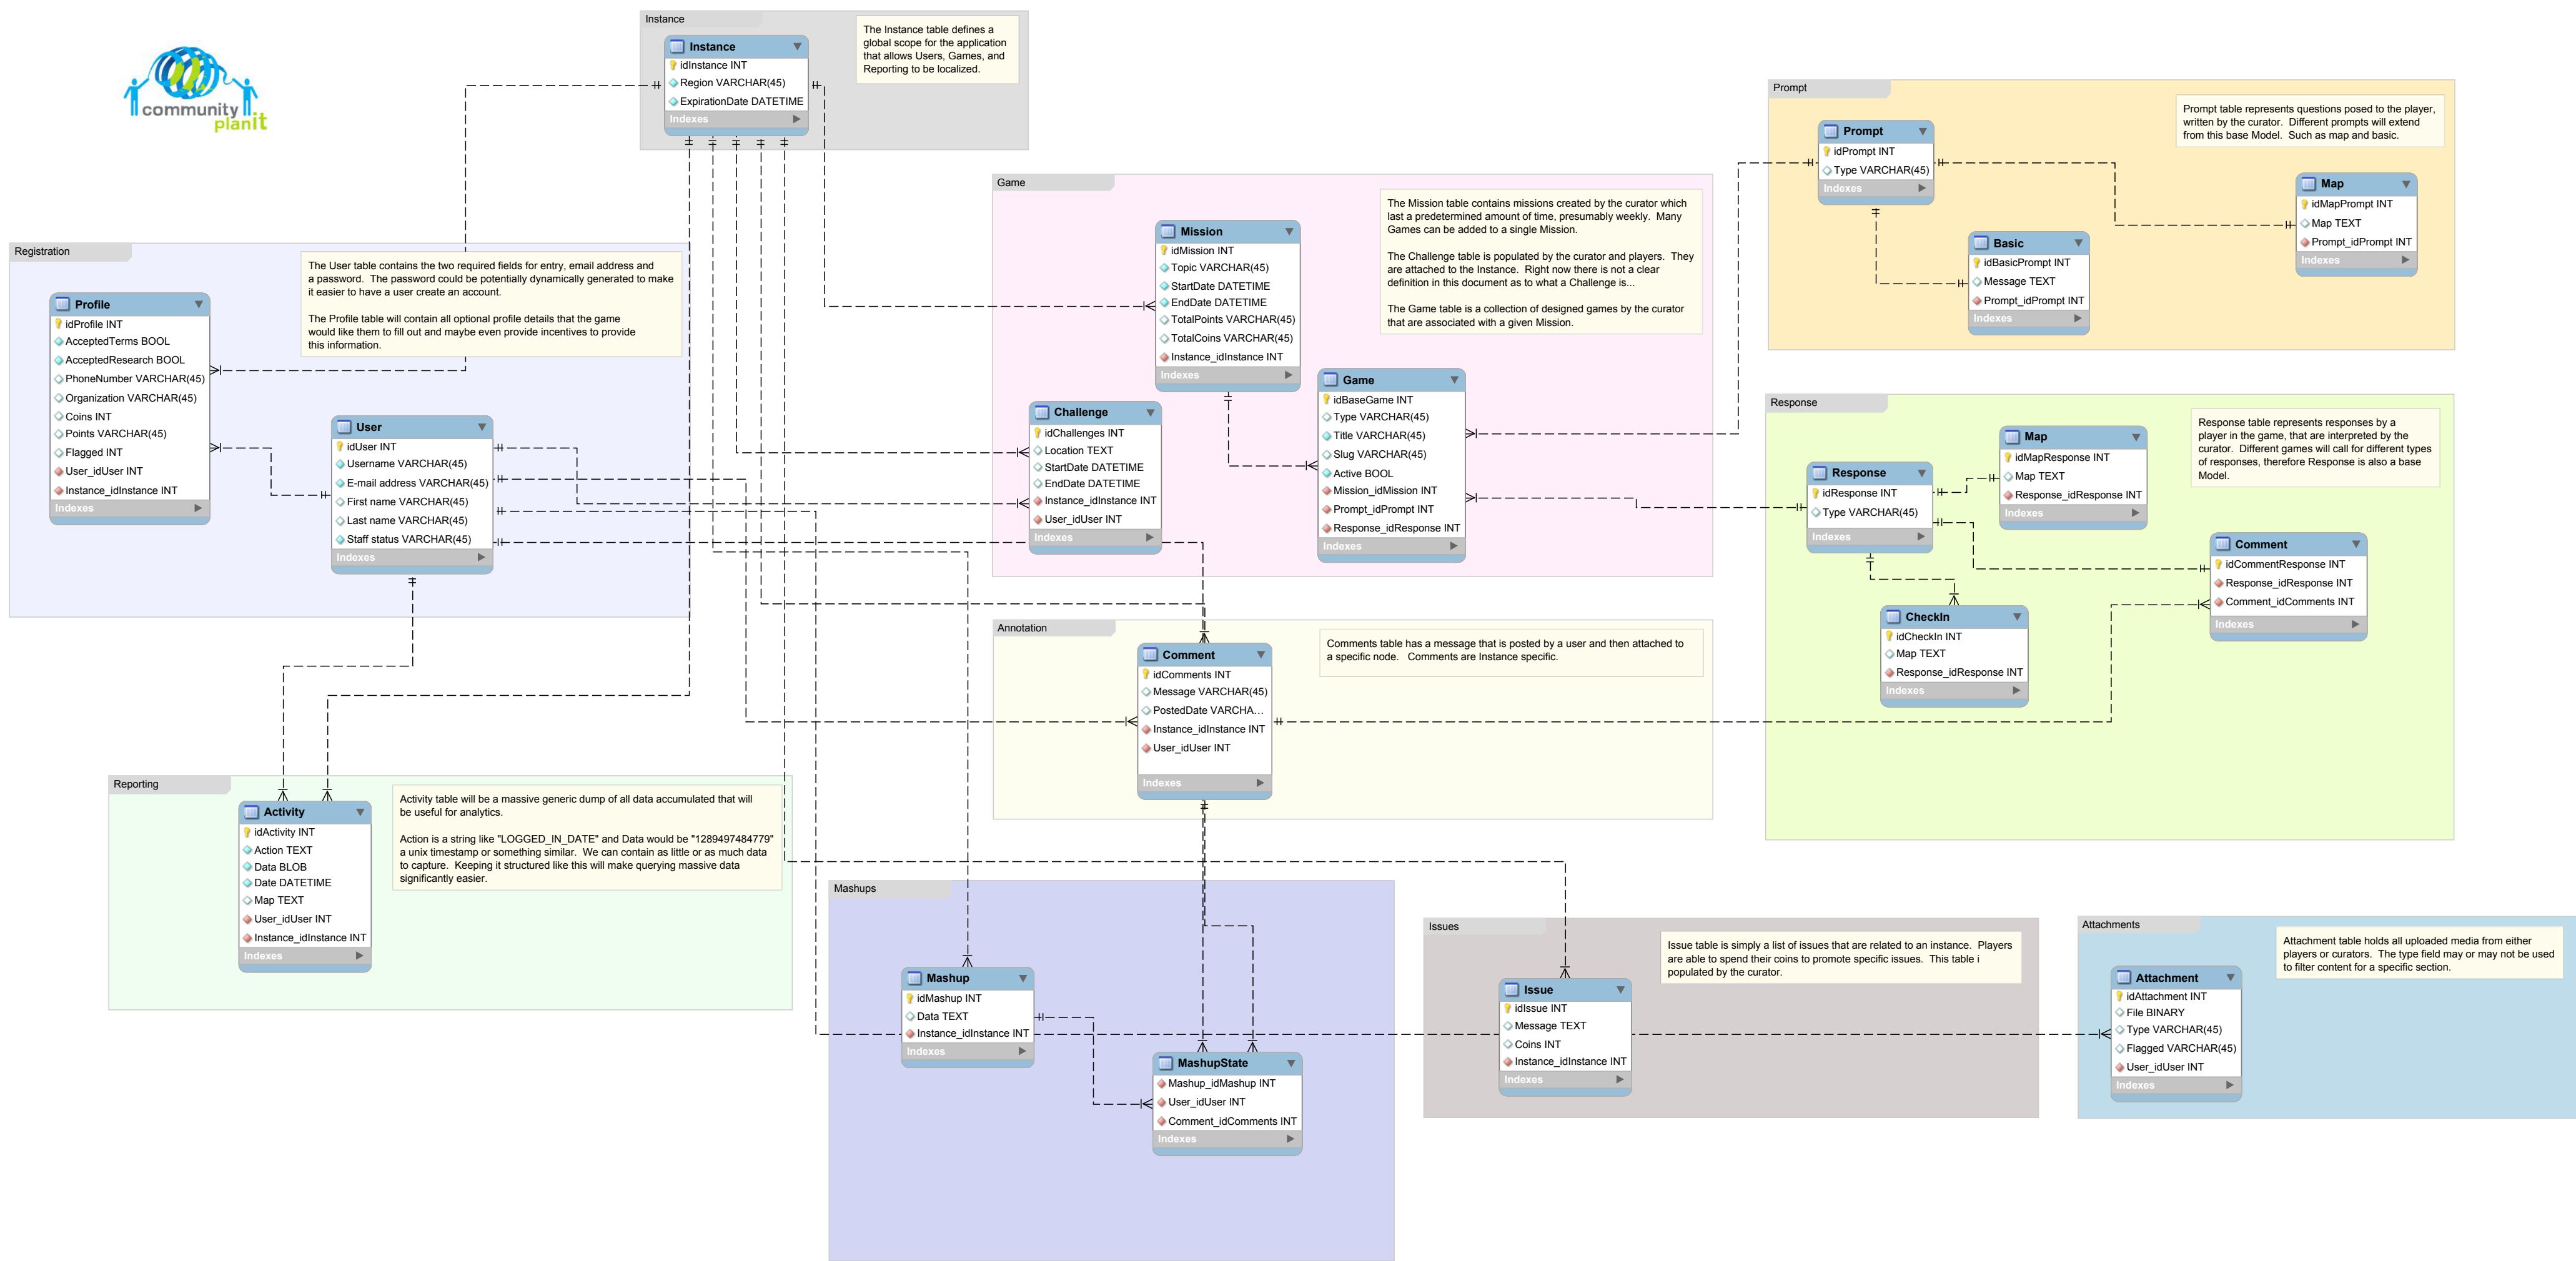 community
planit
Instance
Instance
idInstance INT
Region VARCHAR(45)
ExpirationDate DATETIME
Indexes
The Instance table defines a
global scope for the application
that allows Users, Games, and
Reporting to be localized.
Prompt
Prompt
idPrompt INT
Type VARCHAR(45)
Indexes
Prompt table represents questions posed to the player,
written by the curator. Different prompts will extend
from this base Model. Such as map and basic.
Map
idMapPrompt INT
Map TEXT
Prompt_idPrompt INT
Indexes
Basic
idBasicPrompt INT
Message TEXT
Prompt_idPrompt INT
Indexes
Game
Mission
idMission INT
Topic VARCHAR(45)
StartDate DATETIME
EndDate DATETIME
TotalPoints VARCHAR(45)
TotalCoins VARCHAR(45)
Instance_idInstance INT
Indexes
The Mission table contains missions created by the curator which
last a predetermined amount of time, presumably weekly. Many
Games can be added to a single Mission.
The Challenge table is populated by the curator and players. They
are attached to the Instance. Right now there is not a clear
definition in this document as to what a Challenge is...
The Game table is a collection of designed games by the curator
that are associated with a given Mission.
Game
idBaseGame INT
Type VARCHAR(45)
Title VARCHAR(45)
Slug VARCHAR(45)
Active BOOL
Mission_idMission INT
Prompt_idPrompt INT
Response_idResponse INT
Indexes
Challenge
idChallenges INT
Location TEXT
StartDate DATETIME
EndDate DATETIME
Instance_idInstance INT
User_idUser INT
Indexes
Registration
The User table contains the two required fields for entry, email address and
a password. The password could be potentially dynamically generated to make
it easier to have a user create an account.
The Profile table will contain all optional profile details that the game
would like them to fill out and maybe even provide incentives to provide
this information.
Profile
idProfile INT
AcceptedTerms BOOL
AcceptedResearch BOOL
PhoneNumber VARCHAR(45)
Organization VARCHAR(45)
Coins INT
Points VARCHAR(45)
Flagged INT
User_idUser INT
Instance_idInstance INT
Indexes
User
idUser INT
Username VARCHAR(45)
E-mail address VARCHAR(45)
First name VARCHAR(45)
Last name VARCHAR(45)
Staff status VARCHAR(45)
Indexes
Response
Response
idResponse INT
Type VARCHAR(45)
Indexes
Map
idMapResponse INT
Map TEXT
Response_idResponse INT
Indexes
Response table represents responses by a
player in the game, that are interpreted by the
curator. Different games will call for different types
of responses, therefore Response is also a base
Model.
Comment
idCommentResponse INT
Response_idResponse INT
Comment_idComments INT
Indexes
CheckIn
idCheckIn INT
Map TEXT
Response_idResponse INT
Indexes
Annotation
Comment
idComments INT
Message VARCHAR(45)
PostedDate VARCHA...
Instance_idInstance INT
User_idUser INT
Indexes
Comments table has a message that is posted by a user and then attached to
a specific node. Comments are Instance specific.
Reporting
Activity
idActivity INT
Action TEXT
Data BLOB
Date DATETIME
Map TEXT
User_idUser INT
Instance_idInstance INT
Indexes
Activity table will be a massive generic dump of all data accumulated that will
be useful for analytics.
Action is a string like "LOGGED_IN_DATE" and Data would be "1289497484779"
a unix timestamp or something similar. We can contain as little or as much data
to capture. Keeping it structured like this will make querying massive data
significantly easier.
Mashups
Mashup
idMashup INT
Data TEXT
Instance_idInstance INT
Indexes
MashupState
Mashup_idMashup INT
User_idUser INT
Comment_idComments INT
Indexes
Issues
Issue
idIssue INT
Message TEXT
Coins INT
Instance_idInstance INT
Indexes
Issue table is simply a list of issues that are related to an instance. Players
are able to spend their coins to promote specific issues. This table i
populated by the curator.
Attachments
Attachment
idAttachment INT
File BINARY
Type VARCHAR(45)
Flagged VARCHAR(45)
User_idUser INT
Indexes
Attachment table holds all uploaded media from either
players or curators. The type field may or may not be used
to filter content for a specific section.